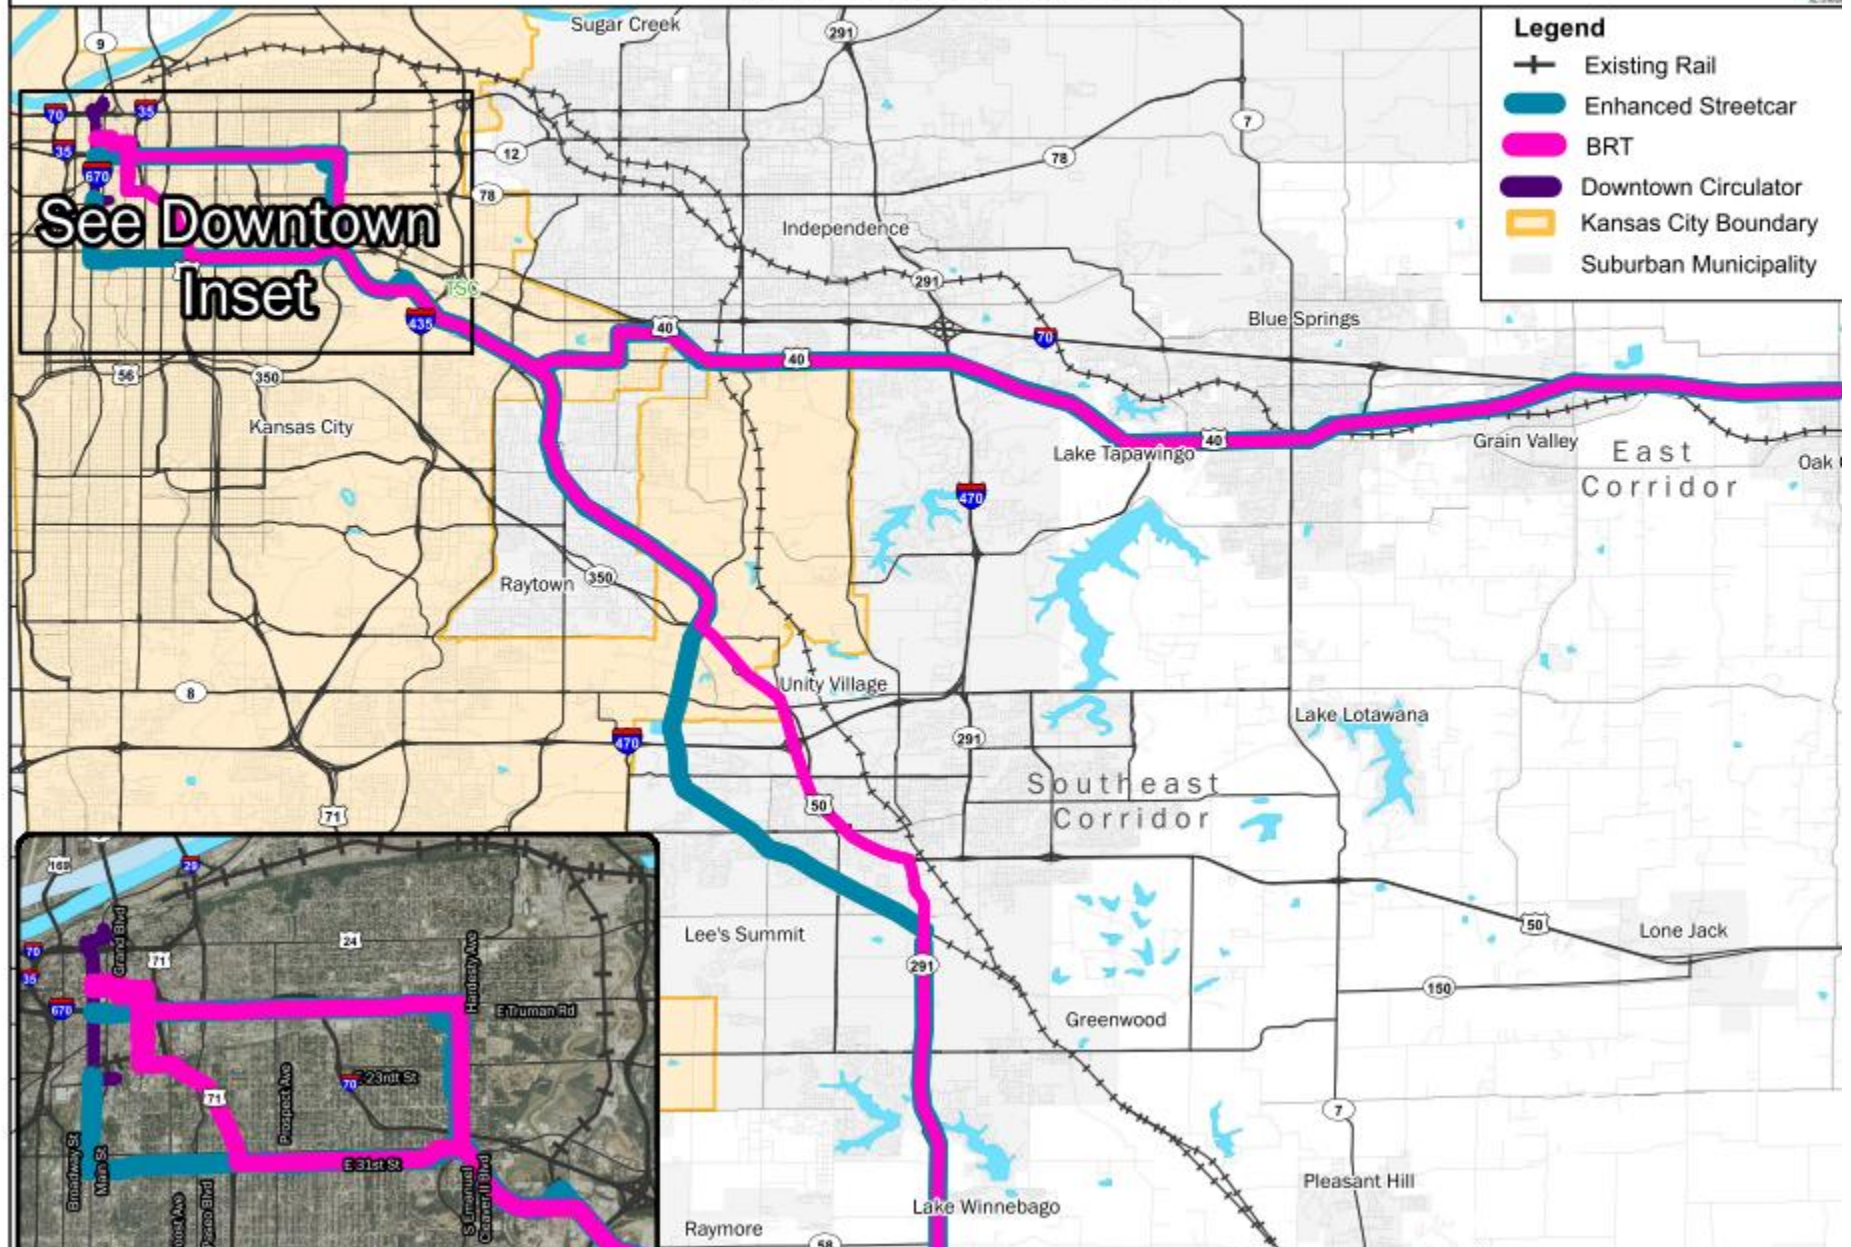 Sugar Creek
291
9
Legend
Existing Rail
Enhanced Streetcar
BRT
Downtown Circulator
Kansas City Boundary
Suburban Municipality
70
35
7
35
12
78
670
78
See Downtown
Inset
Independence
TSC
291
435
40
70
Blue Springs
40
56
350
Kansas City
40
Lake Tapawingo
Grain Valley
East
Corridor
Oak
470
Raytown
350
Unity Village
8
Lake Lotawana
470
291
Southeast
Corridor
50
71
Lee's Summit
50
Lone Jack
291
150
Greenwood
7
Pleasant Hill
Lake Winnebago
Raymore
58
169
29
Grand Blvd
24
70
71
35
Hardesty Ave
670
E Truman Rd
Prospect Ave
70
E 23rdt St
71
Broadway St
Main St
E 31st St
S Emanuel
Cleaver II Blvd
Paseo Blvd